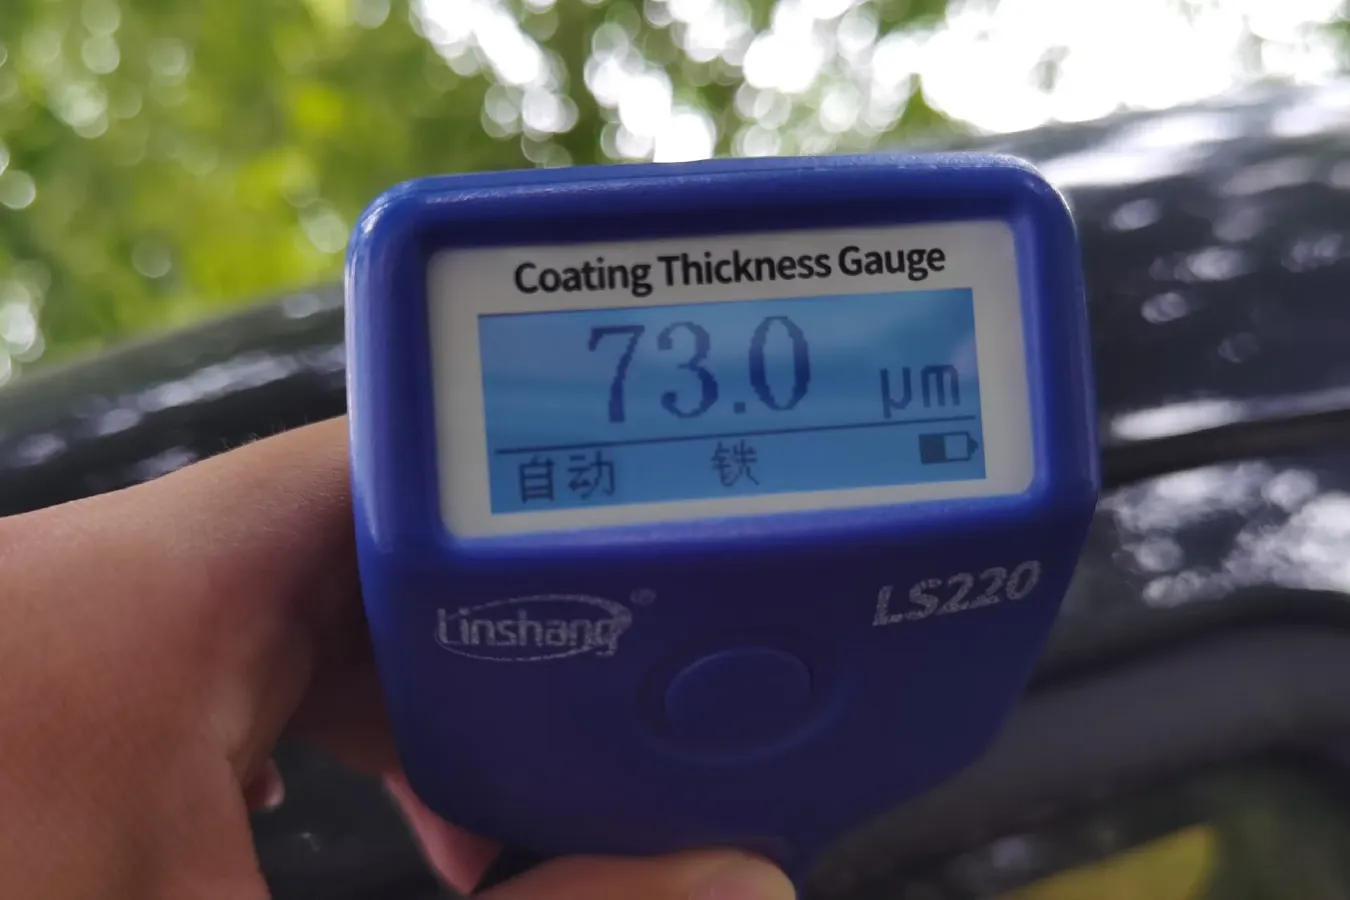 Coating Thickness Gauge
73.0 μm
自动 铁
Linshang®
LS220